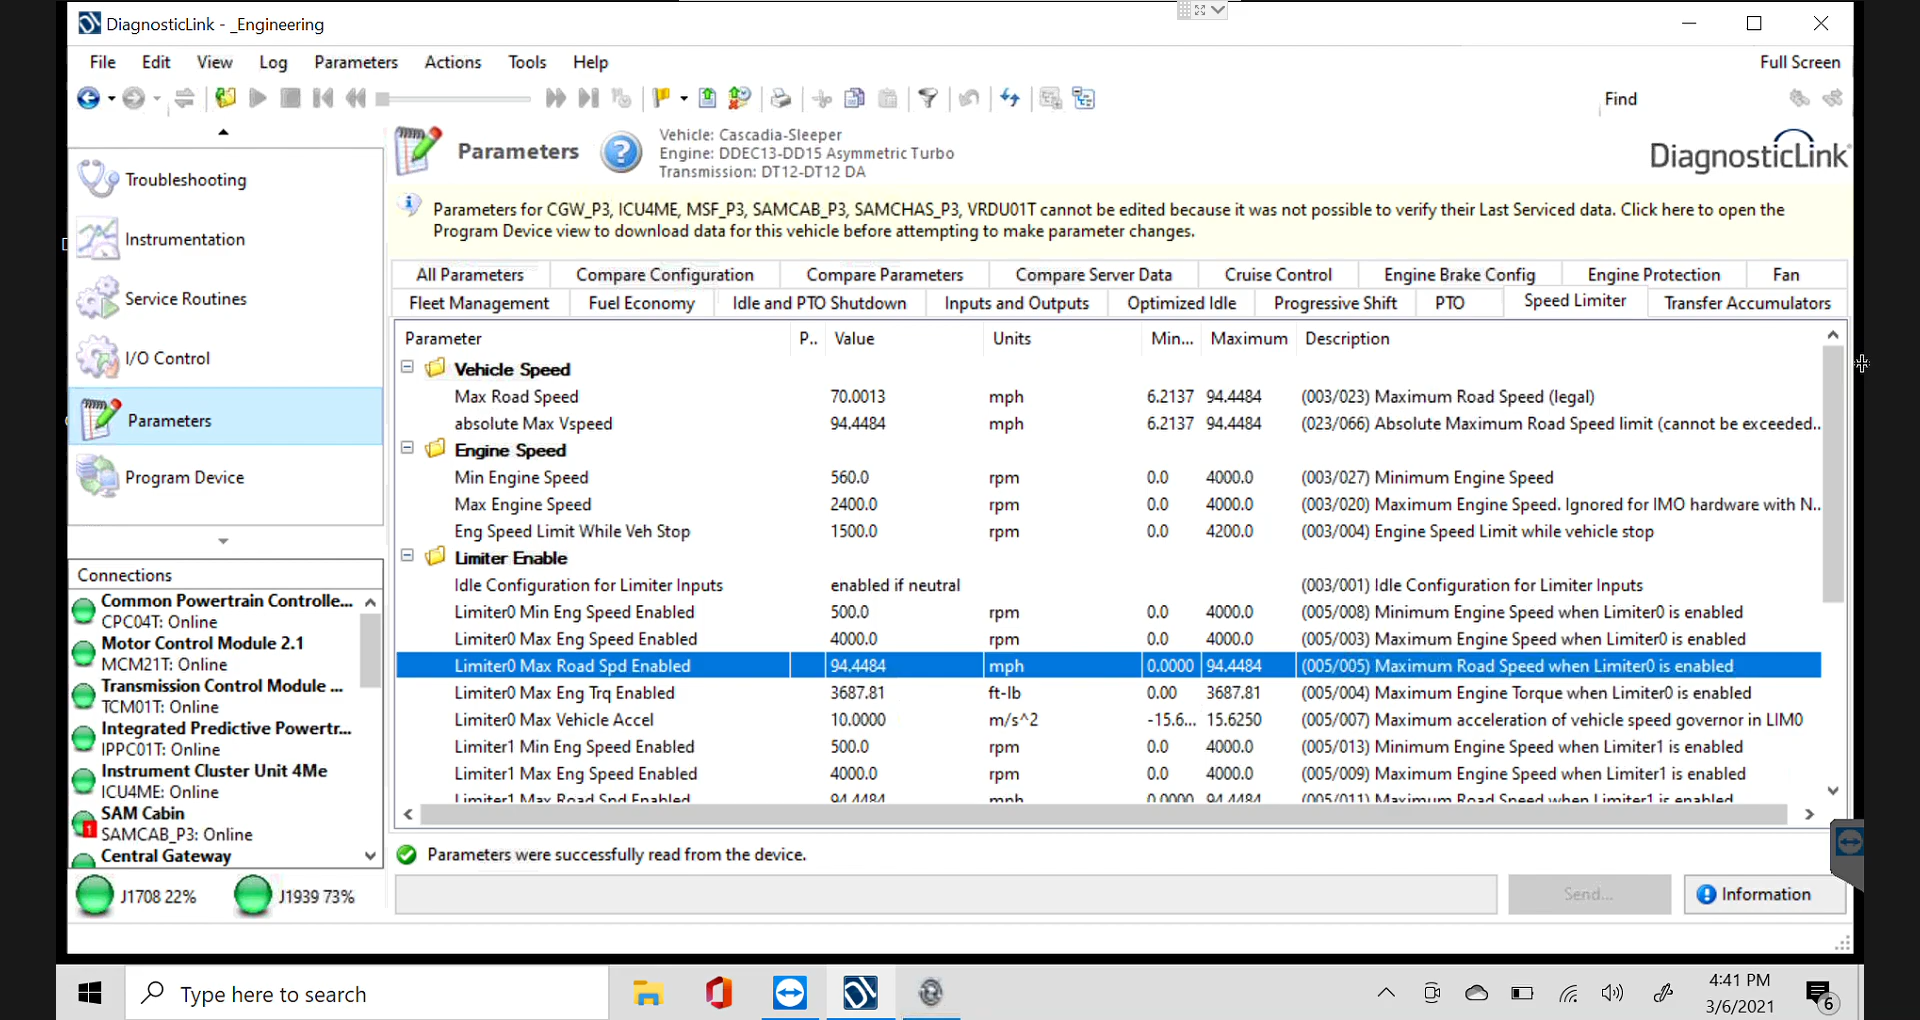 DiagnosticLink - _Engineering
File Edit View Log Parameters Actions Tools Help Full Screen
Find
Troubleshooting
Instrumentation
Service Routines
I/O Control
Parameters
Program Device
Connections
Common Powertrain Controlle...
CPC04T: Online
Motor Control Module 2.1
MCM21T: Online
Transmission Control Module ...
TCM01T: Online
Integrated Predictive Powertr...
IPPC01T: Online
Instrument Cluster Unit 4Me
ICU4ME: Online
SAM Cabin
1
SAMCAB_P3: Online
Central Gateway
J1708 22% J1939 73%
Parameters
Vehicle: Cascadia-Sleeper
Engine: DDEC13-DD15 Asymmetric Turbo
Transmission: DT12-DT12 DA
DiagnosticLink
Parameters for CGW_P3, ICU4ME, MSF_P3, SAMCAB_P3, SAMCHAS_P3, VRDU01T cannot be edited because it was not possible to verify their Last Serviced data. Click here to open the
Program Device view to download data for this vehicle before attempting to make parameter changes.
All Parameters Compare Configuration Compare Parameters Compare Server Data Cruise Control Engine Brake Config Engine Protection Fan
Fleet Management Fuel Economy Idle and PTO Shutdown Inputs and Outputs Optimized Idle Progressive Shift PTO Speed Limiter Transfer Accumulators
Parameter P.. Value Units Min... Maximum Description
Vehicle Speed
Max Road Speed 70.0013 mph 6.2137 94.4484 (003/023) Maximum Road Speed (legal)
absolute Max Vspeed 94.4484 mph 6.2137 94.4484 (023/066) Absolute Maximum Road Speed limit (cannot be exceeded..
Engine Speed
Min Engine Speed 560.0 rpm 0.0 4000.0 (003/027) Minimum Engine Speed
Max Engine Speed 2400.0 rpm 0.0 4000.0 (003/020) Maximum Engine Speed. Ignored for IMO hardware with N..
Eng Speed Limit While Veh Stop 1500.0 rpm 0.0 4200.0 (003/004) Engine Speed Limit while vehicle stop
Limiter Enable
Idle Configuration for Limiter Inputs enabled if neutral (003/001) Idle Configuration for Limiter Inputs
Limiter0 Min Eng Speed Enabled 500.0 rpm 0.0 4000.0 (005/008) Minimum Engine Speed when Limiter0 is enabled
Limiter0 Max Eng Speed Enabled 4000.0 rpm 0.0 4000.0 (005/003) Maximum Engine Speed when Limiter0 is enabled
Limiter0 Max Road Spd Enabled 94.4484 mph 0.0000 94.4484 (005/005) Maximum Road Speed when Limiter0 is enabled
Limiter0 Max Eng Trq Enabled 3687.81 ft-lb 0.00 3687.81 (005/004) Maximum Engine Torque when Limiter0 is enabled
Limiter0 Max Vehicle Accel 10.0000 m/s^2 -15.6... 15.6250 (005/007) Maximum acceleration of vehicle speed governor in LIM0
Limiter1 Min Eng Speed Enabled 500.0 rpm 0.0 4000.0 (005/013) Minimum Engine Speed when Limiter1 is enabled
Limiter1 Max Eng Speed Enabled 4000.0 rpm 0.0 4000.0 (005/009) Maximum Engine Speed when Limiter1 is enabled
Limiter1 Max Road Spd Enabled 94.4484 mph 0.0000 94.4484 (005/011) Maximum Road Speed when Limiter1 is enabled
Parameters were successfully read from the device.
Send... Information
Type here to search
4:41 PM
3/6/2021
6